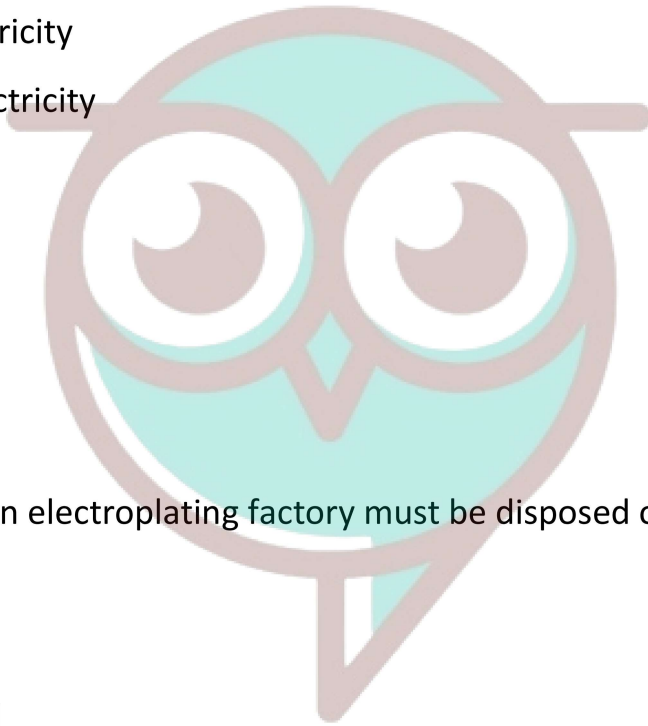 ricity
ctricity
n electroplating factory must be disposed o